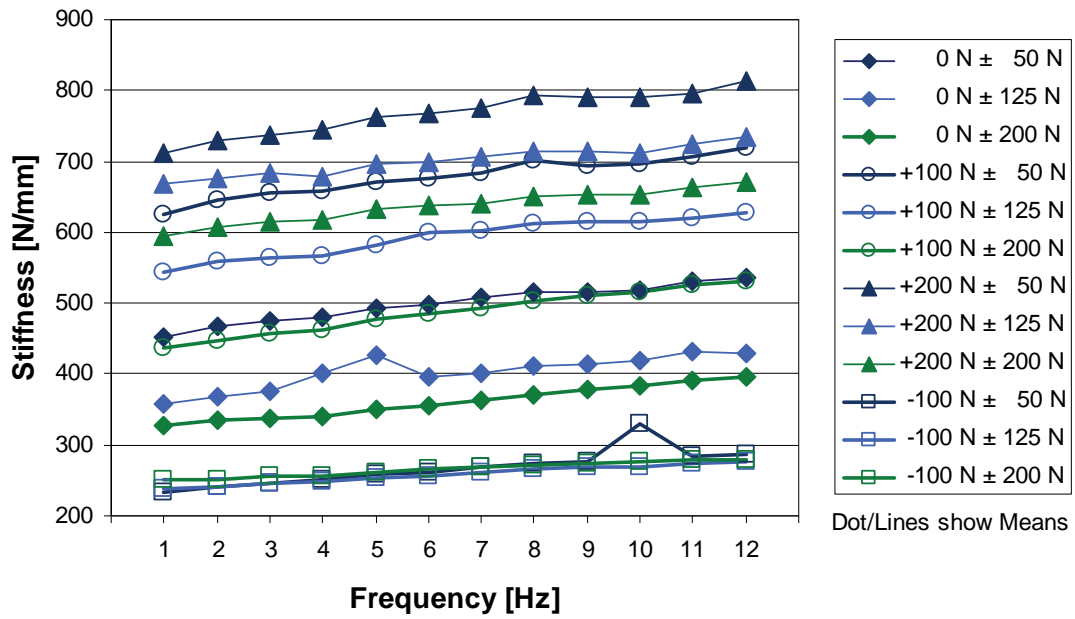 900
800
700
600
500
400
300
200
Stiffness [N/mm]
1 2 3 4 5 6 7 8 9 10 11 12
Frequency [Hz]
0 N ± 50 N
0 N ± 125 N
0 N ± 200 N
+100 N ± 50 N
+100 N ± 125 N
+100 N ± 200 N
+200 N ± 50 N
+200 N ± 125 N
+200 N ± 200 N
-100 N ± 50 N
-100 N ± 125 N
-100 N ± 200 N
Dot/Lines show Means